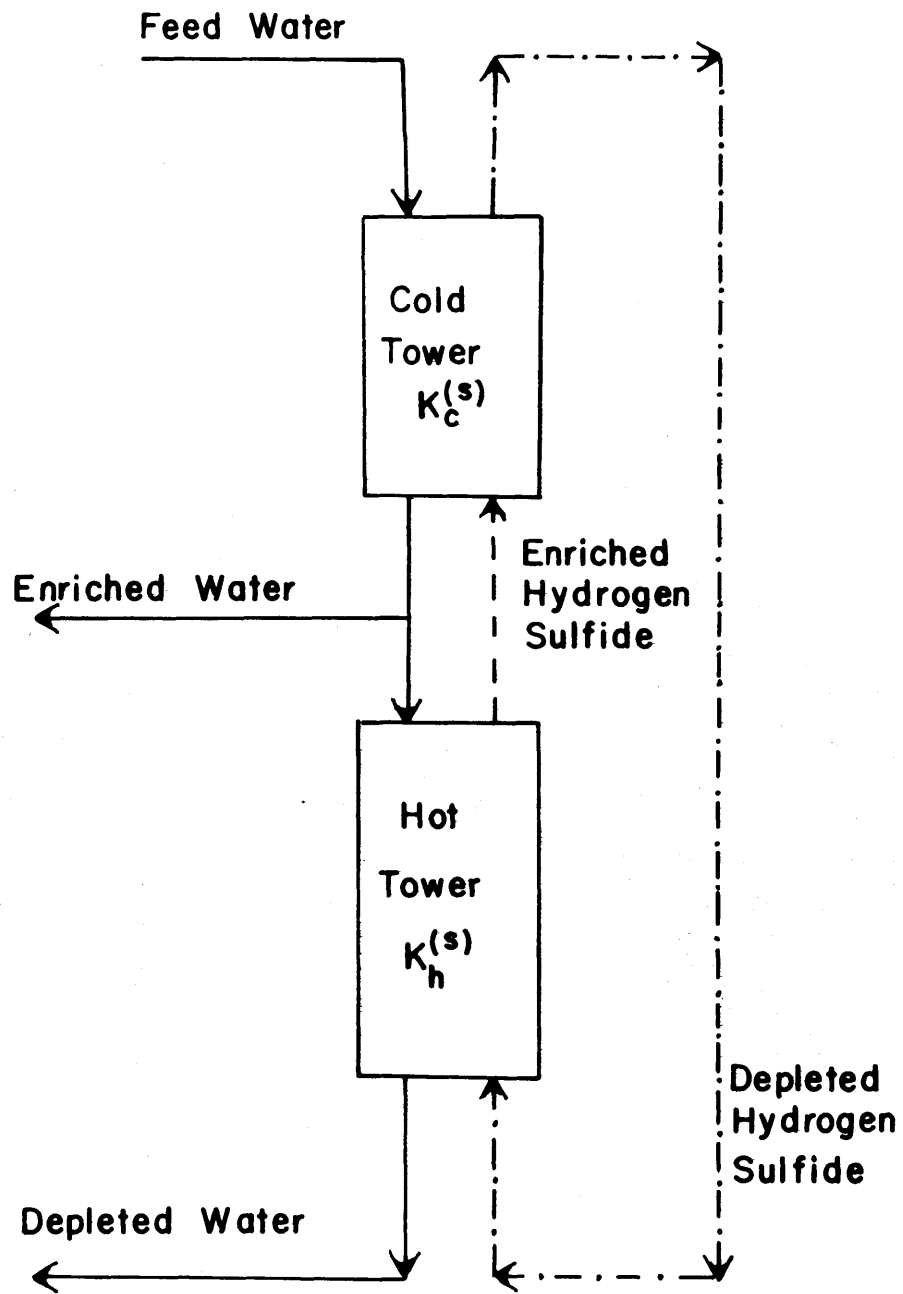 Feed Water
Cold
Tower
K_c^(s)
Enriched Water
Enriched
Hydrogen
Sulfide
Hot
Tower
K_h^(s)
Depleted
Hydrogen
Sulfide
Depleted Water